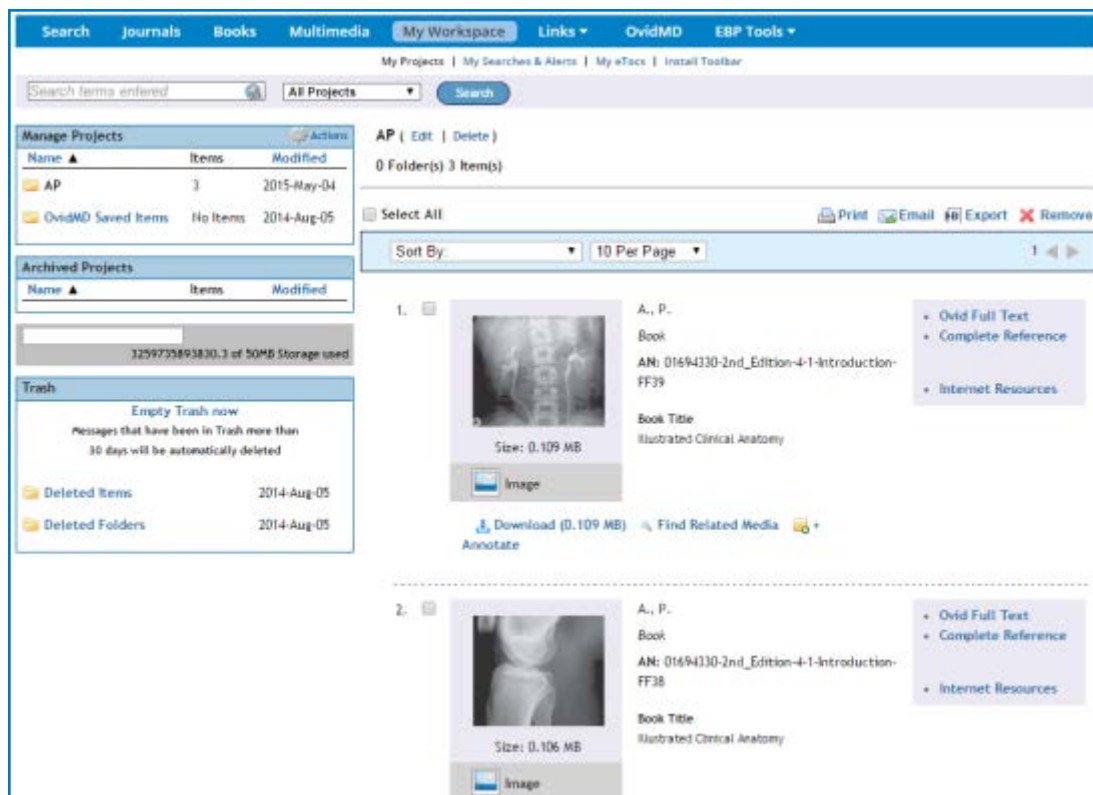 Search Journals Books Multimedia My Workspace Links ▾ OvidMD EBP Tools ▾
My Projects | My Searches & Alerts | My eTocs | Install Toolbar
Search terms entered All Projects ▾ Search
Manage Projects Actions
Name ▲ Items Modified
AP 3 2015-May-04
OvidMD Saved Items No Items 2014-Aug-05
Archived Projects
Name ▲ Items Modified
3259735893830.3 of 50MB Storage used
Trash
Empty Trash now
Messages that have been in Trash more than
30 days will be automatically deleted
Deleted Items 2014-Aug-05
Deleted Folders 2014-Aug-05
AP ( Edit | Delete )
0 Folder(s) 3 Item(s)
Select All Print Email Export Remove
Sort By: ▾ 10 Per Page ▾ 1
1.
Size: 0.109 MB
Image
A., P.
Book
AN: 01694330-2nd_Edition-4-1-Introduction-
FF39
Book Title
Illustrated Clinical Anatomy
Ovid Full Text
Complete Reference
Internet Resources
Download (0.109 MB) Find Related Media +
Annotate
2.
Size: 0.106 MB
Image
A., P.
Book
AN: 01694330-2nd_Edition-4-1-Introduction-
FF38
Book Title
Illustrated Clinical Anatomy
Ovid Full Text
Complete Reference
Internet Resources